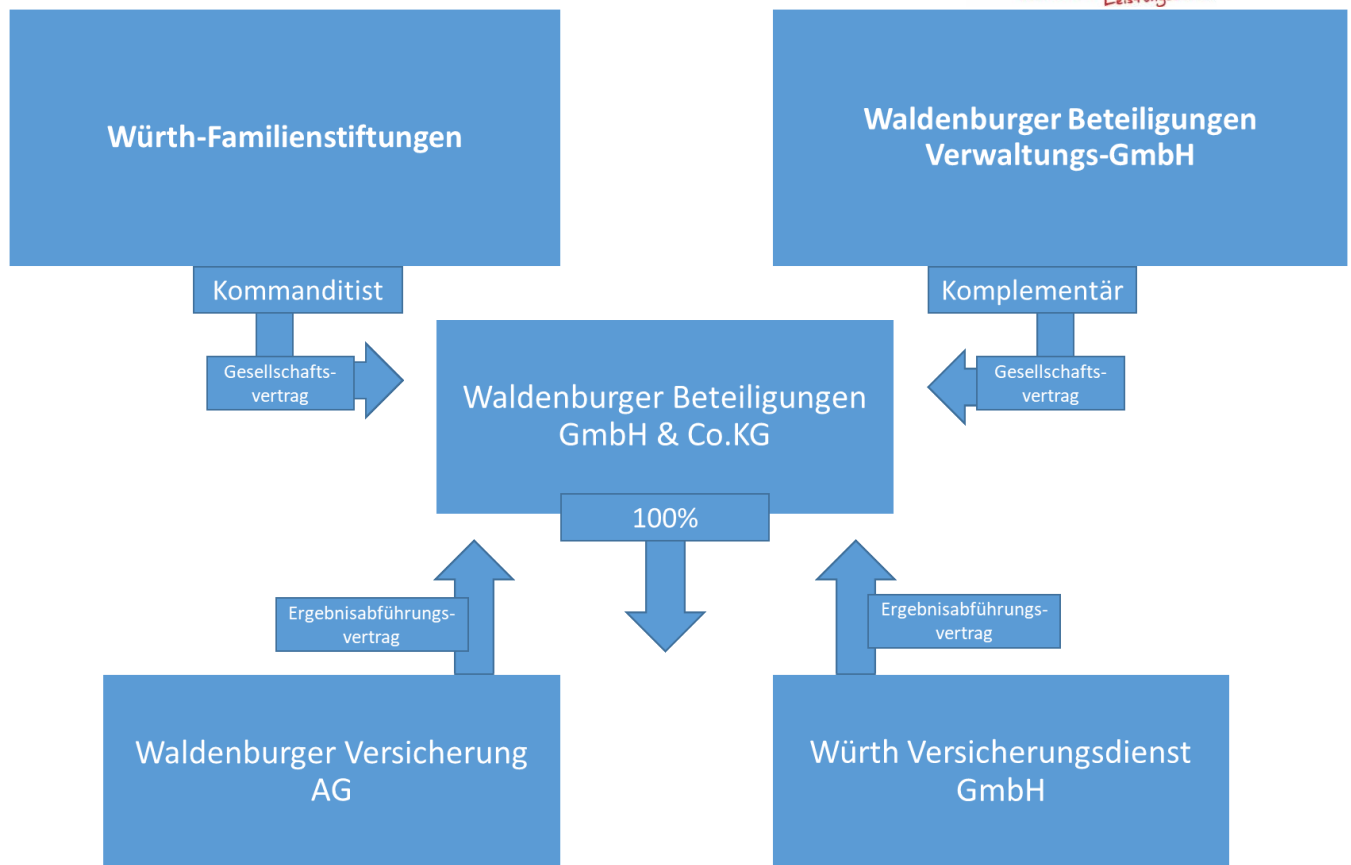 Würth-Familienstiftungen
Waldenburger Beteiligungen
Verwaltungs-GmbH
Kommanditist
Komplementär
Gesellschafts-
vertrag
Gesellschafts-
vertrag
Waldenburger Beteiligungen
GmbH & Co.KG
100%
Ergebnisabführungs-
vertrag
Ergebnisabführungs-
vertrag
Waldenburger Versicherung
AG
Würth Versicherungsdienst
GmbH